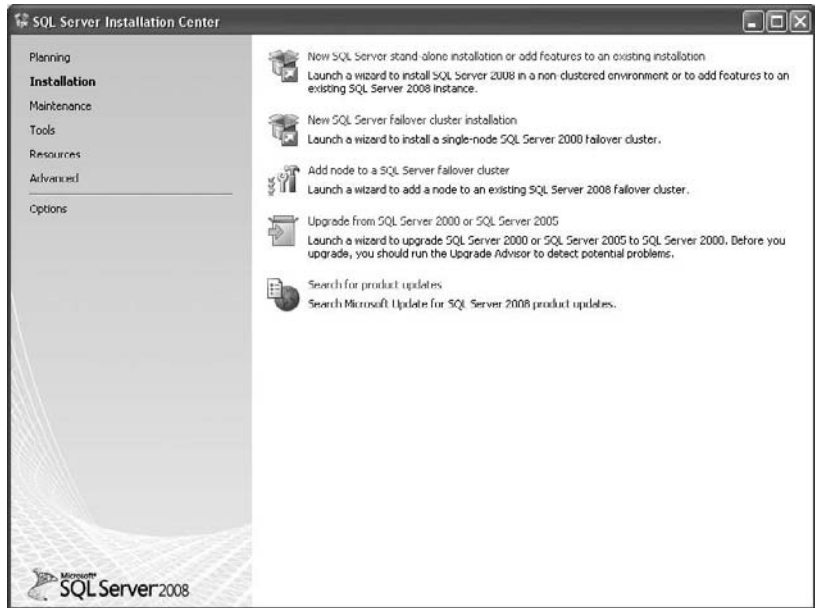 SQL Server Installation Center
Planning
Installation
Maintenance
Tools
Resources
Advanced
Options
New SQL Server stand-alone installation or add features to an existing installation
Launch a wizard to install SQL Server 2008 in a non-clustered environment or to add features to an
existing SQL Server 2008 instance.
New SQL Server failover cluster installation
Launch a wizard to install a single-node SQL Server 2008 failover cluster.
Add node to a SQL Server failover cluster
Launch a wizard to add a node to an existing SQL Server 2008 failover cluster.
Upgrade from SQL Server 2000 or SQL Server 2005
Launch a wizard to upgrade SQL Server 2000 or SQL Server 2005 to SQL Server 2008. Before you
upgrade, you should run the Upgrade Advisor to detect potential problems.
Search for product updates
Search Microsoft Update for SQL Server 2008 product updates.
Microsoft
SQL Server 2008